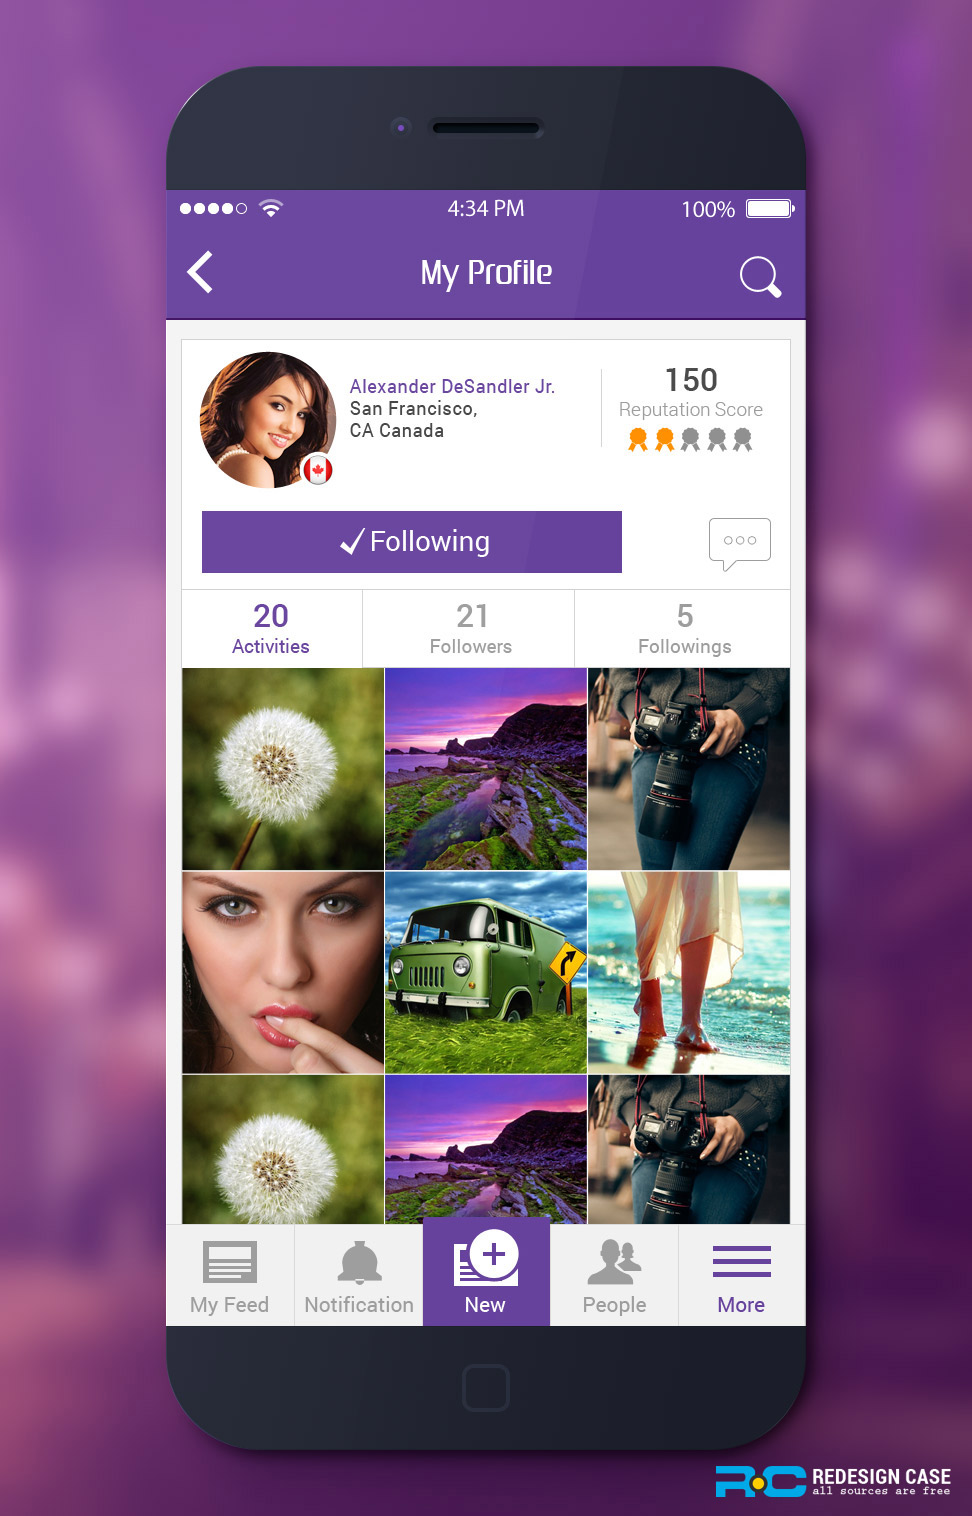 4:34 PM
100%
My Profile
Alexander DeSandler Jr.
San Francisco,
CA Canada
150
Reputation Score
Following
20
Activities
21
Followers
5
Followings
My Feed
Notification
New
People
More
RC REDESIGN CASE
all sources are free